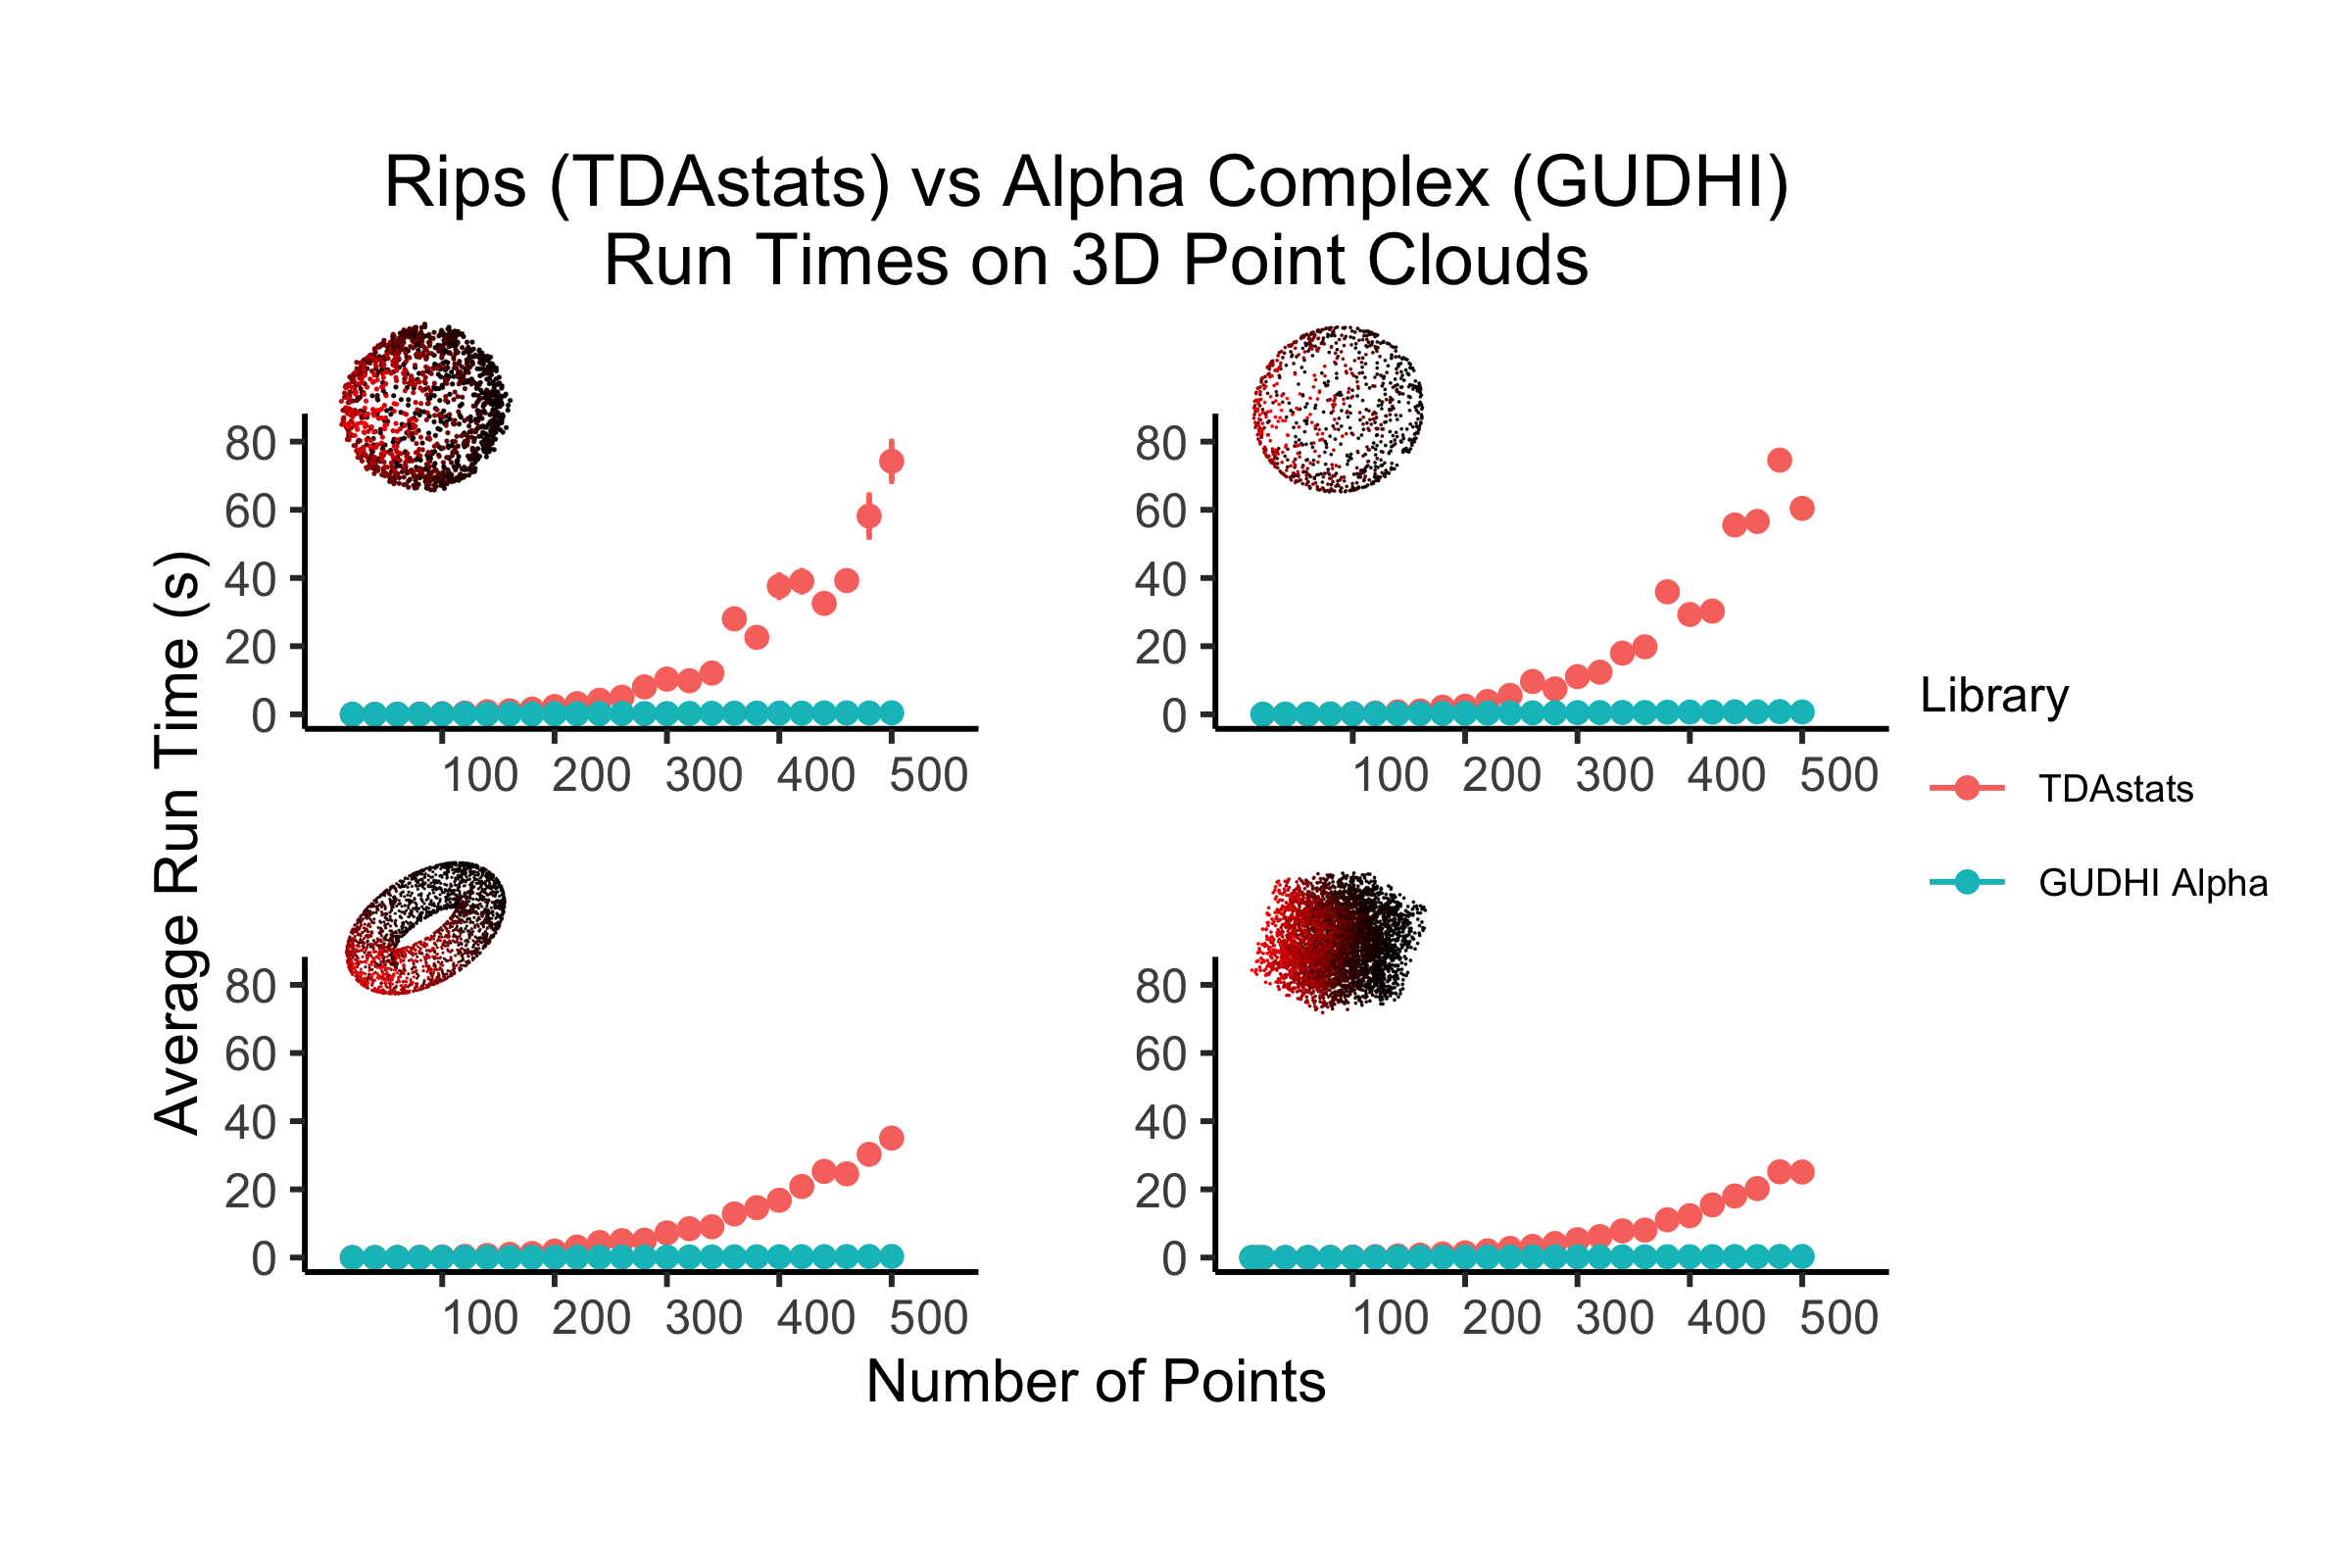 Rips (TDAstats) vs Alpha Complex (GUDHI)
Run Times on 3D Point Clouds
Average Run Time (s)
80
60
40
20
0
100 200 300 400 500
80
60
40
20
0
100 200 300 400 500
80
60
40
20
0
100 200 300 400 500
80
60
40
20
0
100 200 300 400 500
Number of Points
Library
TDAstats
GUDHI Alpha